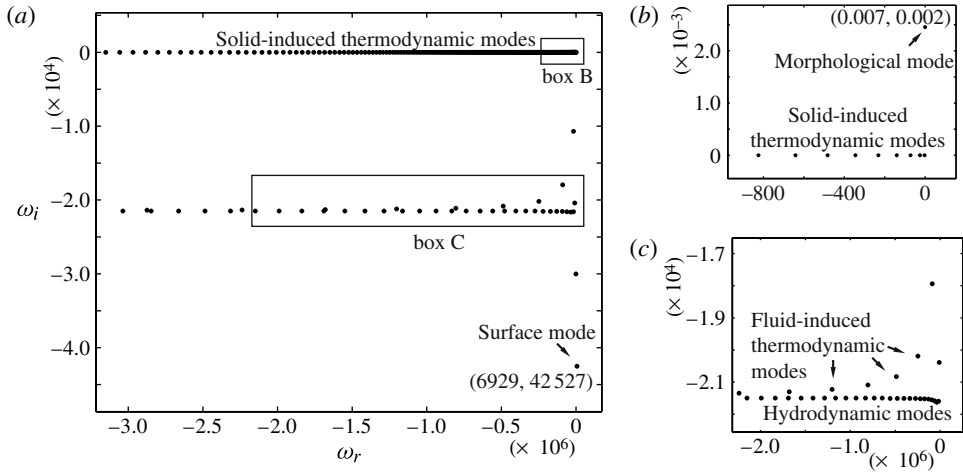 (a)
Solid-induced thermodynamic modes
box B
0
−1.0
−2.0
−3.0
−4.0
(× 10⁴)
ωᵢ
box C
Surface mode
(6929, 42 527)
−3.0 −2.5 −2.0 −1.5 −1.0 −0.5 0
(× 10⁶)
ωᵣ
(b)
(0.007, 0.002)
Morphological mode
Solid-induced
thermodynamic modes
(× 10⁻³)
2.0
1.0
0
−800 −400 0
(c)
−1.7
−1.9
−2.1
(× 10⁴)
Fluid-induced
thermodynamic
modes
Hydrodynamic modes
−2.0 −1.0 0
(× 10⁶)